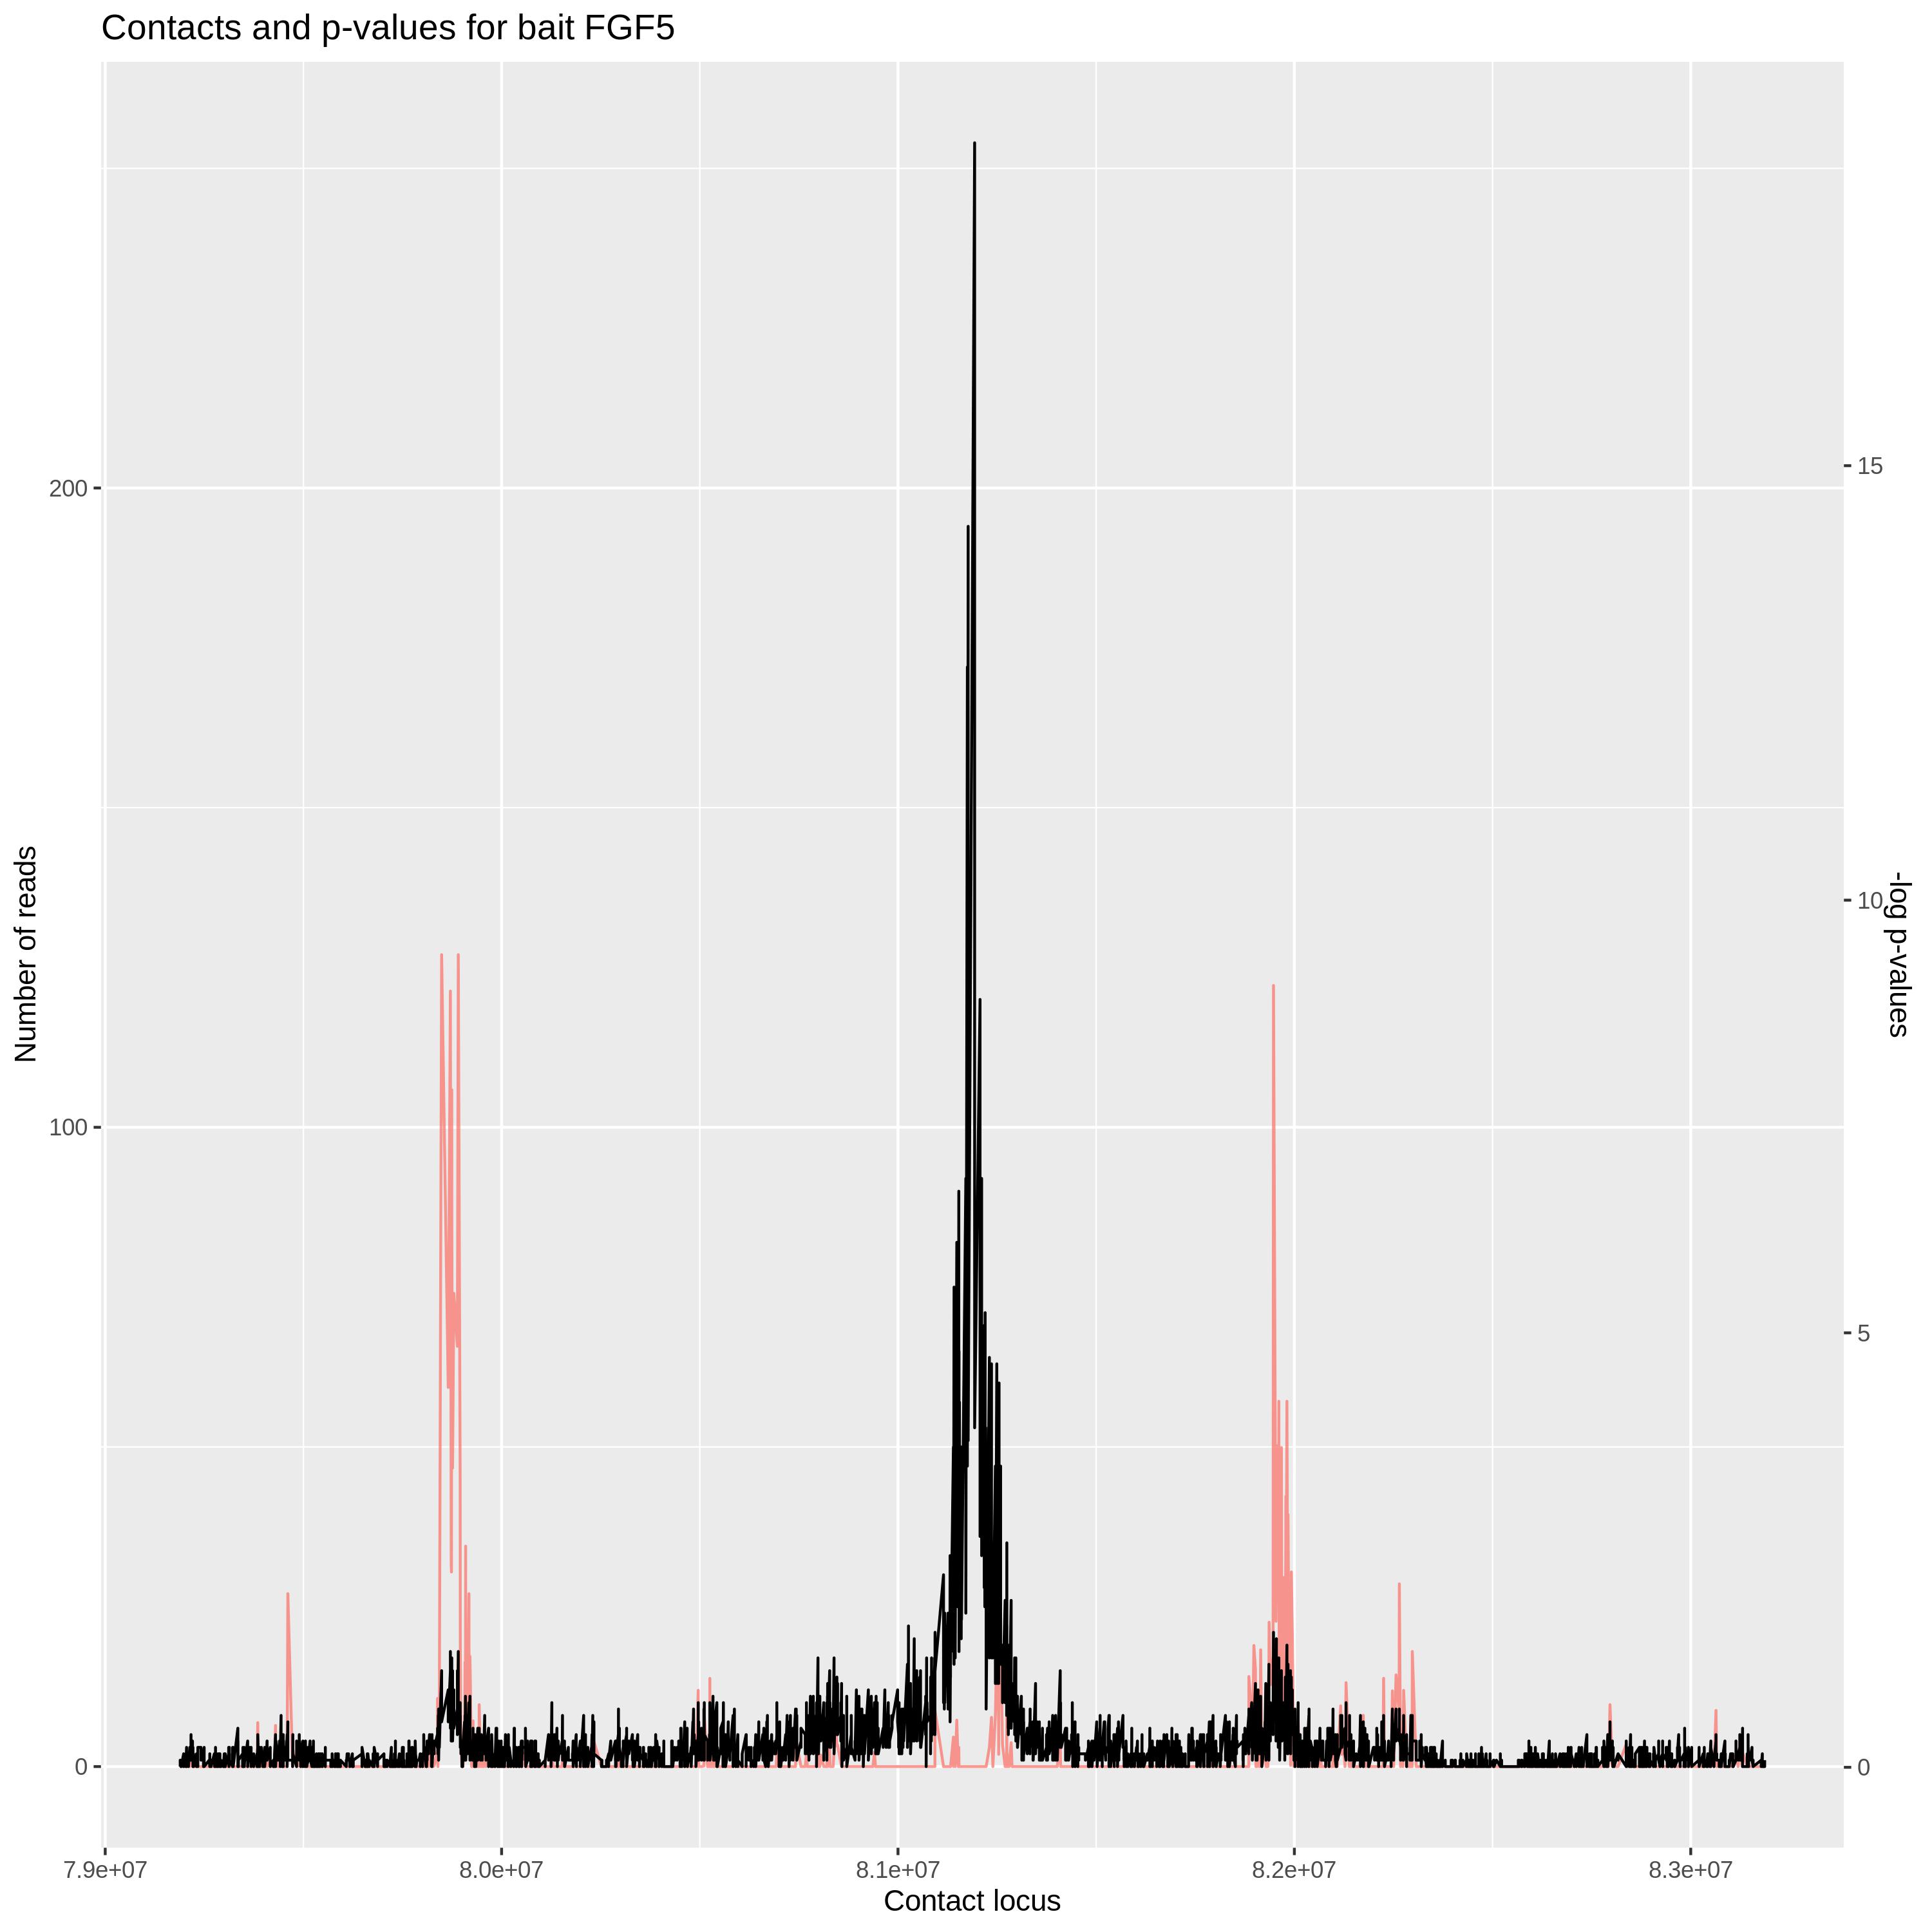 Contacts and p-values for bait FGF5
Number of reads
200
100
0
15
10
5
0
-log p-values
7.9e+07 8.0e+07 8.1e+07 8.2e+07 8.3e+07
Contact locus